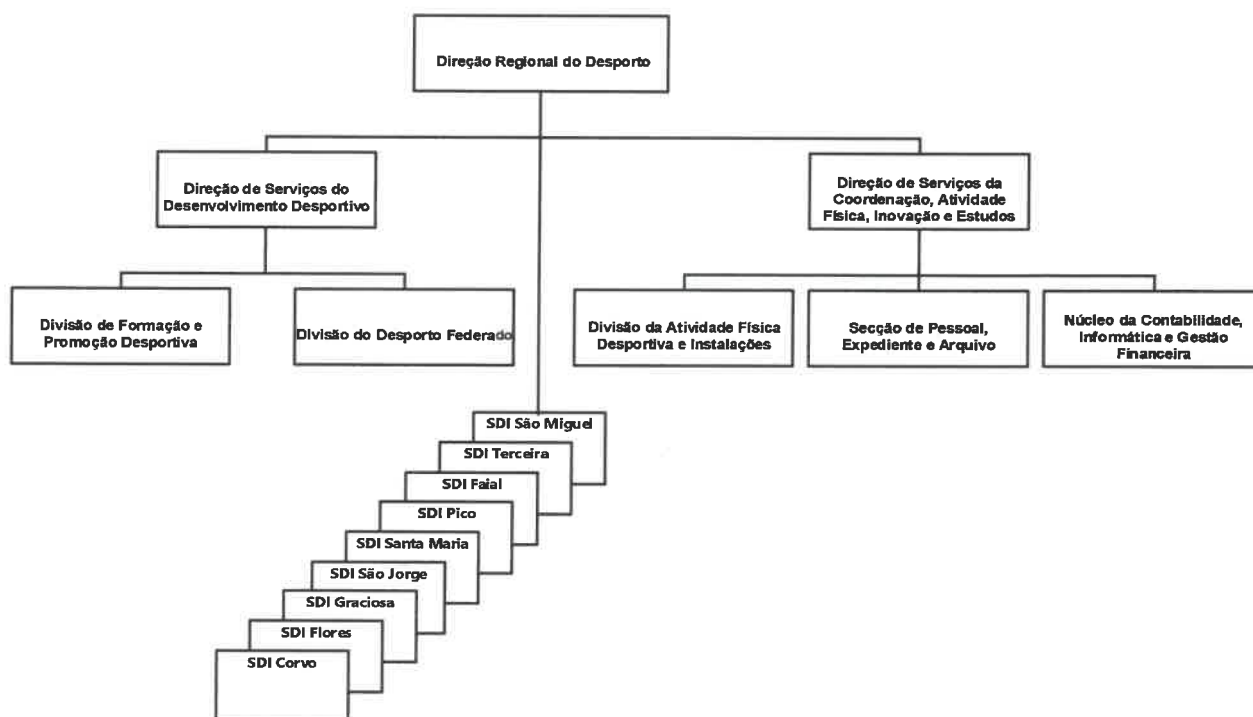 Direção Regional do Desporto
Direção de Serviços do
Desenvolvimento Desportivo
Direção de Serviços da
Coordenação, Atividade
Física, Inovação e Estudos
Divisão de Formação e
Promoção Desportiva
Divisão do Desporto Federado
Divisão da Atividade Física
Desportiva e Instalações
Secção de Pessoal,
Expediente e Arquivo
Núcleo da Contabilidade,
Informática e Gestão
Financeira
SDI São Miguel
SDI Terceira
SDI Faial
SDI Pico
SDI Santa Maria
SDI São Jorge
SDI Graciosa
SDI Flores
SDI Corvo